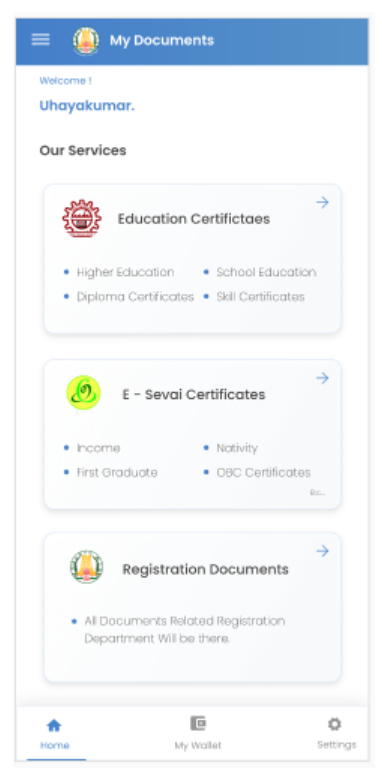 My Documents
Welcome !
Uhayakumar.
Our Services
Education Certifictaes
Higher Education
School Education
Diploma Certificates
Skill Certificates
E - Sevai Certificates
Income
Nativity
First Graduate
OBC Certificates
Registration Documents
All Documents Related Registration
Department Will be there.
Home
My Wallet
Settings